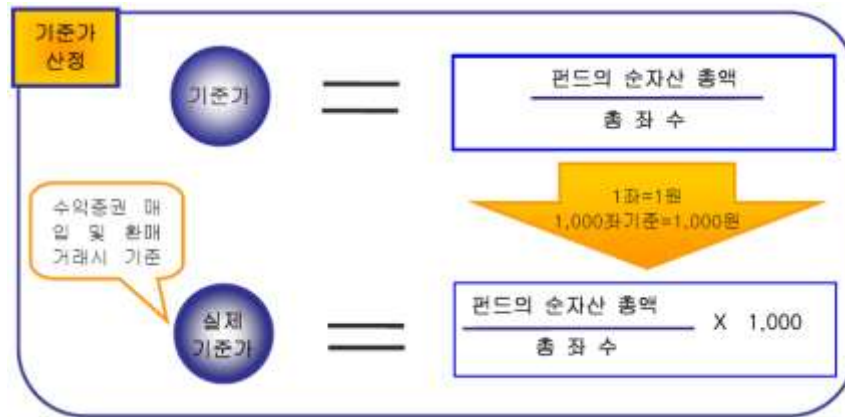 기준가
산정
기준가
펀드의 순자산 총액
총 좌 수
1좌=1원
1,000좌기준=1,000원
수익증권 매
입 및 환매
거래시 기준
실제
기준가
펀드의 순자산 총액
총 좌 수
X 1,000